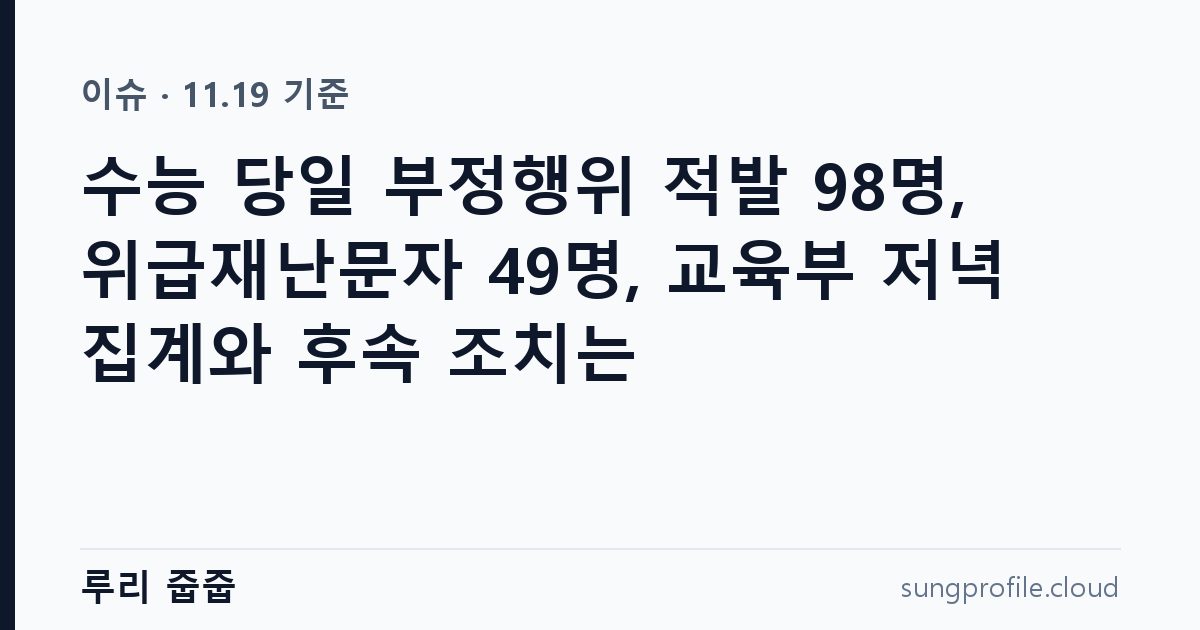 이슈 · 11.19 기준
수능 당일 부정행위 적발 98명,
위급재난문자 49명, 교육부 저녁
집계와 후속 조치는
루리 줍줍
sungprofile.cloud